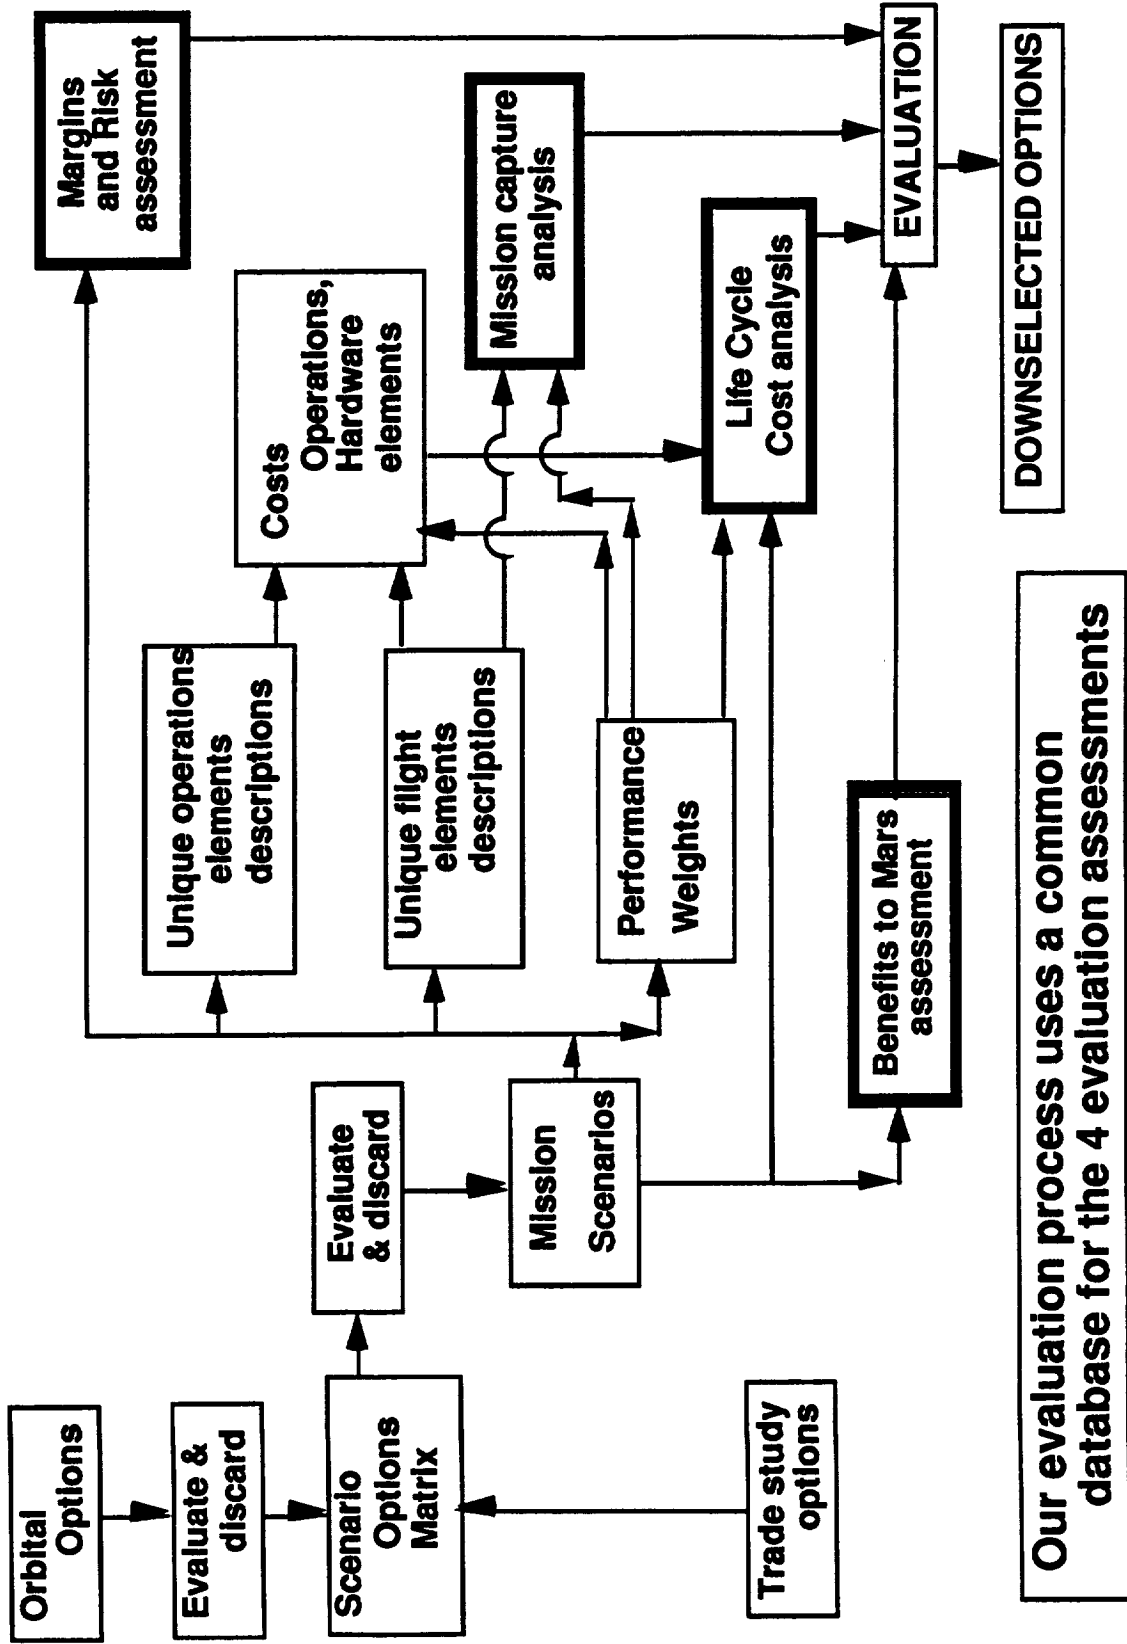 Orbital
Options
Evaluate &
discard
Scenario
Options
Matrix
Trade study
options
Evaluate
& discard
Mission
Scenarios
Unique operations
elements
descriptions
Unique flight
elements
descriptions
Performance
Weights
Benefits to Mars
assessment
Costs
Operations,
Hardware
elements
Margins
and Risk
assessment
Mission capture
analysis
Life Cycle
Cost analysis
EVALUATION
DOWNSELECTED OPTIONS
Our evaluation process uses a common
database for the 4 evaluation assessments